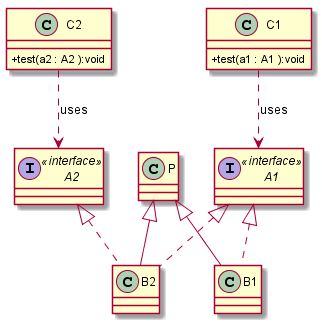 C C2
+test(a2 : A2 ):void
C C1
+test(a1 : A1 ):void
uses
uses
I «interface»
A2
C P
I «interface»
A1
C B2
C B1